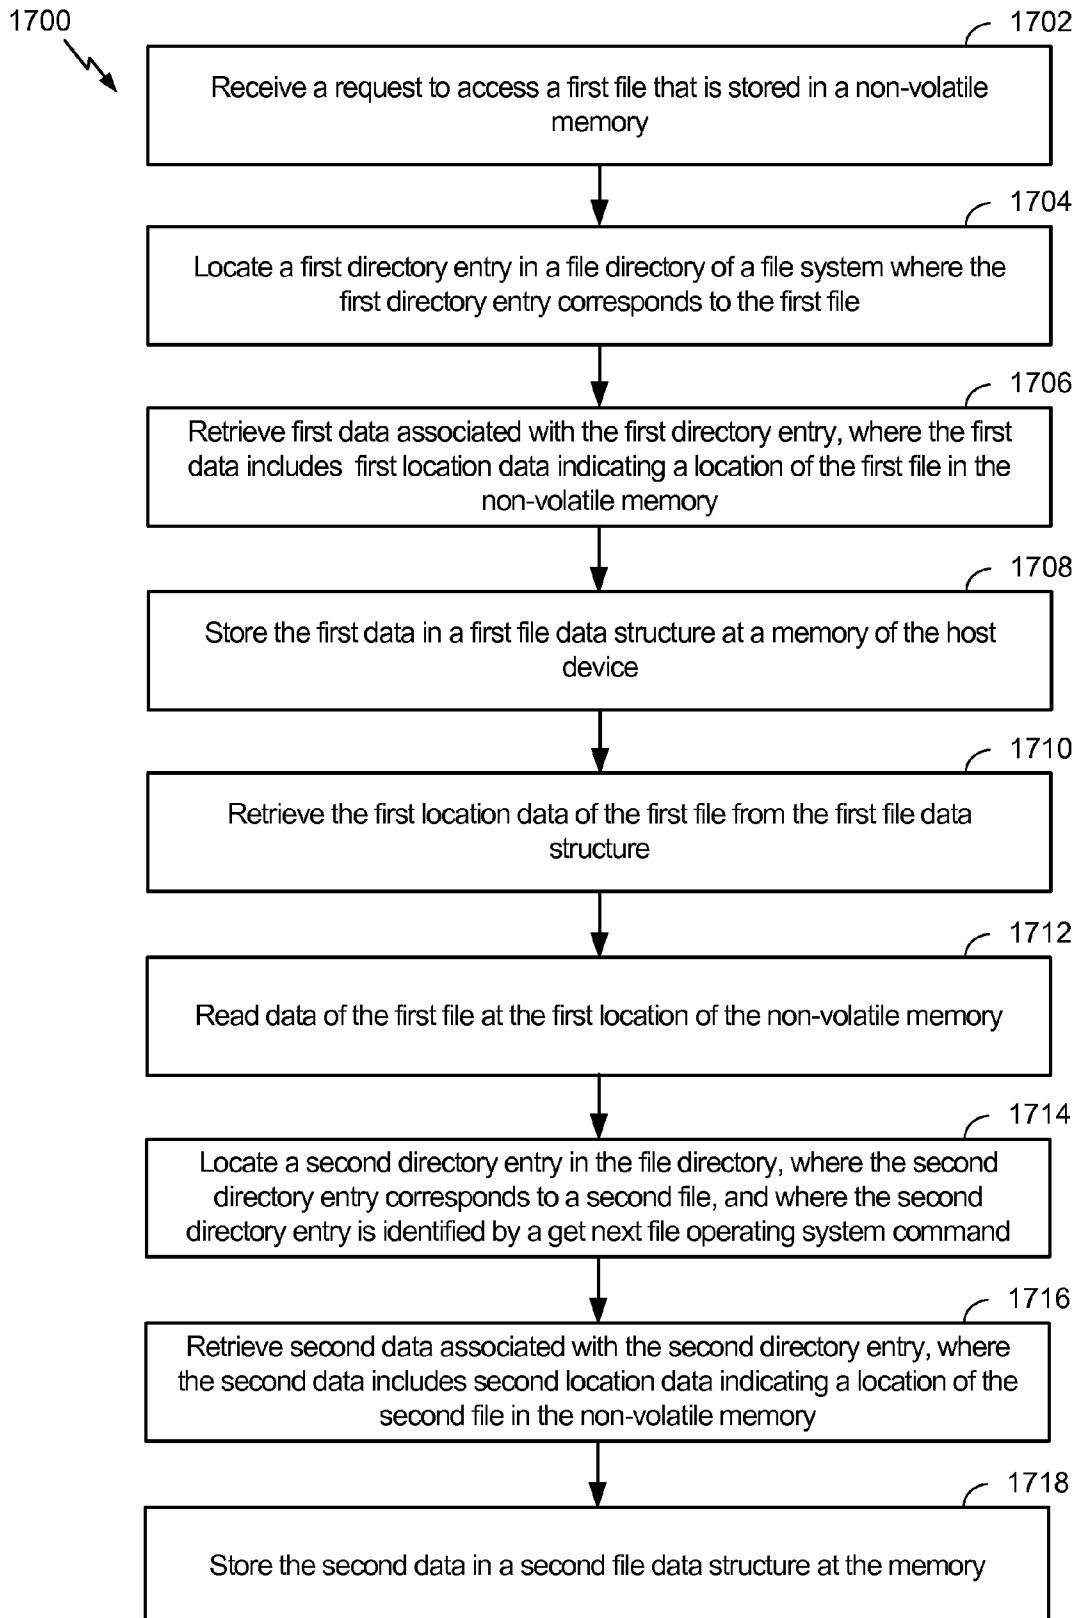 1700
1702
Receive a request to access a first file that is stored in a non-volatile
memory
1704
Locate a first directory entry in a file directory of a file system where the
first directory entry corresponds to the first file
1706
Retrieve first data associated with the first directory entry, where the first
data includes first location data indicating a location of the first file in the
non-volatile memory
1708
Store the first data in a first file data structure at a memory of the host
device
1710
Retrieve the first location data of the first file from the first file data
structure
1712
Read data of the first file at the first location of the non-volatile memory
1714
Locate a second directory entry in the file directory, where the second
directory entry corresponds to a second file, and where the second
directory entry is identified by a get next file operating system command
1716
Retrieve second data associated with the second directory entry, where
the second data includes second location data indicating a location of the
second file in the non-volatile memory
1718
Store the second data in a second file data structure at the memory